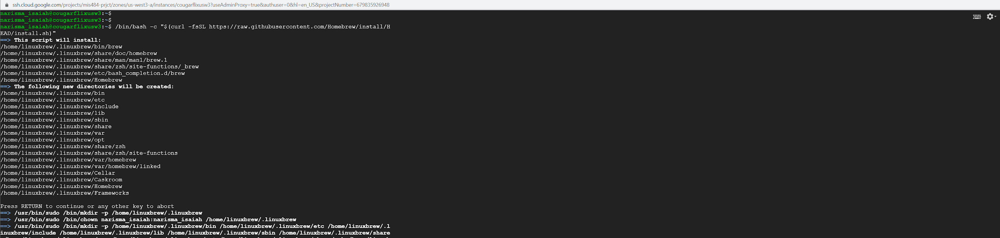 ssh.cloud.google.com/projects/mis484-prjct/zones/us-west3-a/instances/cougarflixusw3?useAdminProxy=true&authuser=0&hl=en_US&projectNumber=679835926948
narisma_isaiah@cougarflixusw3:~$
narisma_isaiah@cougarflixusw3:~$
narisma_isaiah@cougarflixusw3:~$ /bin/bash -c "$(curl -fsSL https://raw.githubusercontent.com/Homebrew/install/H
EAD/install.sh)"
==> This script will install:
/home/linuxbrew/.linuxbrew/bin/brew
/home/linuxbrew/.linuxbrew/share/doc/homebrew
/home/linuxbrew/.linuxbrew/share/man/man1/brew.1
/home/linuxbrew/.linuxbrew/share/zsh/site-functions/_brew
/home/linuxbrew/.linuxbrew/etc/bash_completion.d/brew
/home/linuxbrew/.linuxbrew/Homebrew
==> The following new directories will be created:
/home/linuxbrew/.linuxbrew/bin
/home/linuxbrew/.linuxbrew/etc
/home/linuxbrew/.linuxbrew/include
/home/linuxbrew/.linuxbrew/lib
/home/linuxbrew/.linuxbrew/sbin
/home/linuxbrew/.linuxbrew/share
/home/linuxbrew/.linuxbrew/var
/home/linuxbrew/.linuxbrew/opt
/home/linuxbrew/.linuxbrew/share/zsh
/home/linuxbrew/.linuxbrew/share/zsh/site-functions
/home/linuxbrew/.linuxbrew/var/homebrew
/home/linuxbrew/.linuxbrew/var/homebrew/linked
/home/linuxbrew/.linuxbrew/Cellar
/home/linuxbrew/.linuxbrew/Caskroom
/home/linuxbrew/.linuxbrew/Homebrew
/home/linuxbrew/.linuxbrew/Frameworks
Press RETURN to continue or any other key to abort
==> /usr/bin/sudo /bin/mkdir -p /home/linuxbrew/.linuxbrew
==> /usr/bin/sudo /bin/chown narisma_isaiah:narisma_isaiah /home/linuxbrew/.linuxbrew
==> /usr/bin/sudo /bin/mkdir -p /home/linuxbrew/.linuxbrew/bin /home/linuxbrew/.linuxbrew/etc /home/linuxbrew/.l
inuxbrew/include /home/linuxbrew/.linuxbrew/lib /home/linuxbrew/.linuxbrew/sbin /home/linuxbrew/.linuxbrew/share